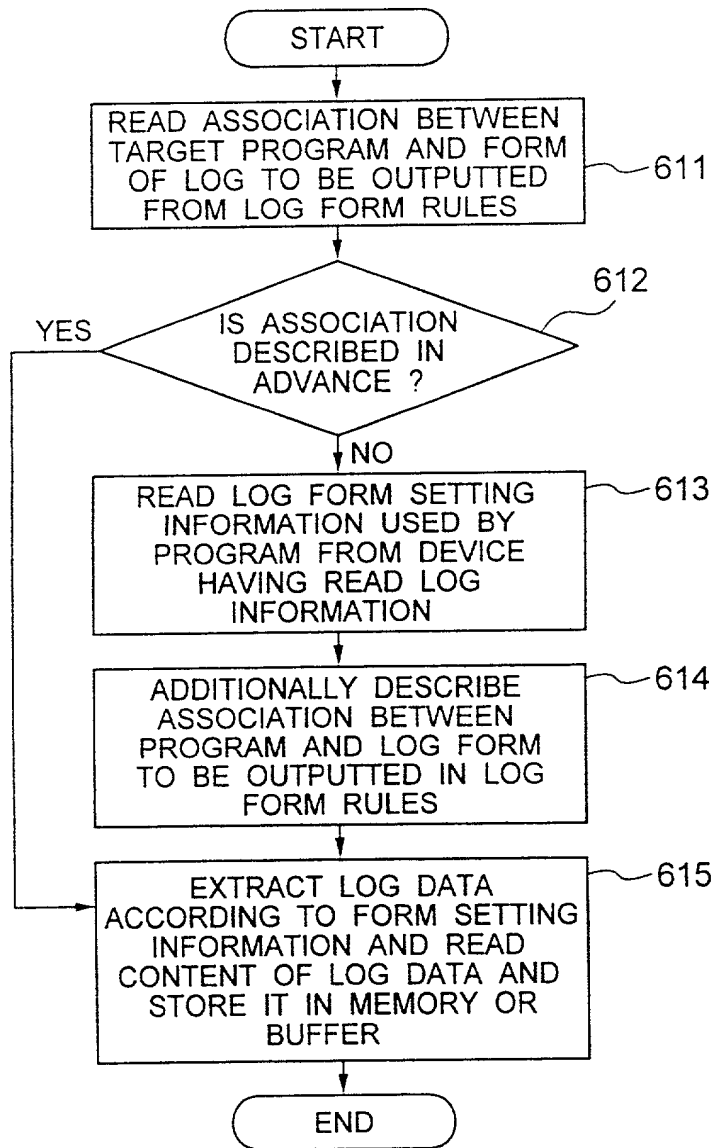 START
READ ASSOCIATION BETWEEN
TARGET PROGRAM AND FORM
OF LOG TO BE OUTPUTTED
FROM LOG FORM RULES
611
612
YES
IS ASSOCIATION
DESCRIBED IN
ADVANCE ?
NO
READ LOG FORM SETTING
INFORMATION USED BY
PROGRAM FROM DEVICE
HAVING READ LOG
INFORMATION
613
ADDITIONALLY DESCRIBE
ASSOCIATION BETWEEN
PROGRAM AND LOG FORM
TO BE OUTPUTTED IN LOG
FORM RULES
614
EXTRACT LOG DATA
ACCORDING TO FORM SETTING
INFORMATION AND READ
CONTENT OF LOG DATA AND
STORE IT IN MEMORY OR
BUFFER
615
END